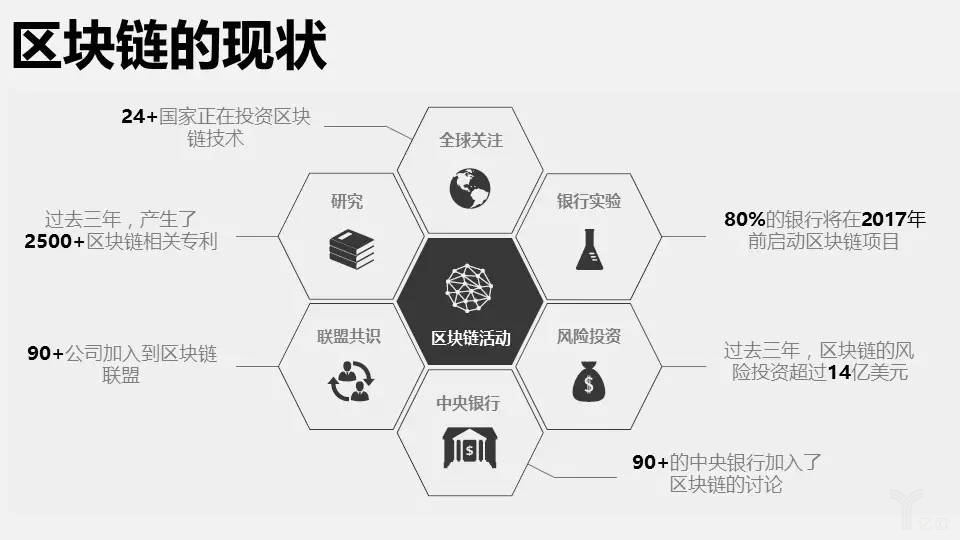 区块链的现状
24+国家正在投资区块
链技术
全球关注
研究
银行实验
过去三年，产生了
2500+区块链相关专利
80%的银行将在2017年
前启动区块链项目
区块链活动
联盟共识
风险投资
90+公司加入到区块链
联盟
过去三年，区块链的风
险投资超过14亿美元
$
中央银行
$
90+的中央银行加入了
区块链的讨论